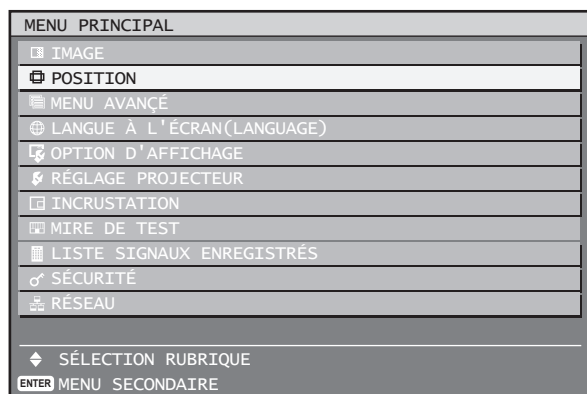 MENU PRINCIPAL
IMAGE
POSITION
MENU AVANÇÉ
LANGUE À L'ÉCRAN(LANGUAGE)
OPTION D'AFFICHAGE
RÉGLAGE PROJECTEUR
INCRUSTATION
MIRE DE TEST
LISTE SIGNAUX ENREGISTRÉS
SÉCURITÉ
RÉSEAU
SÉLECTION RUBRIQUE
ENTER MENU SECONDAIRE